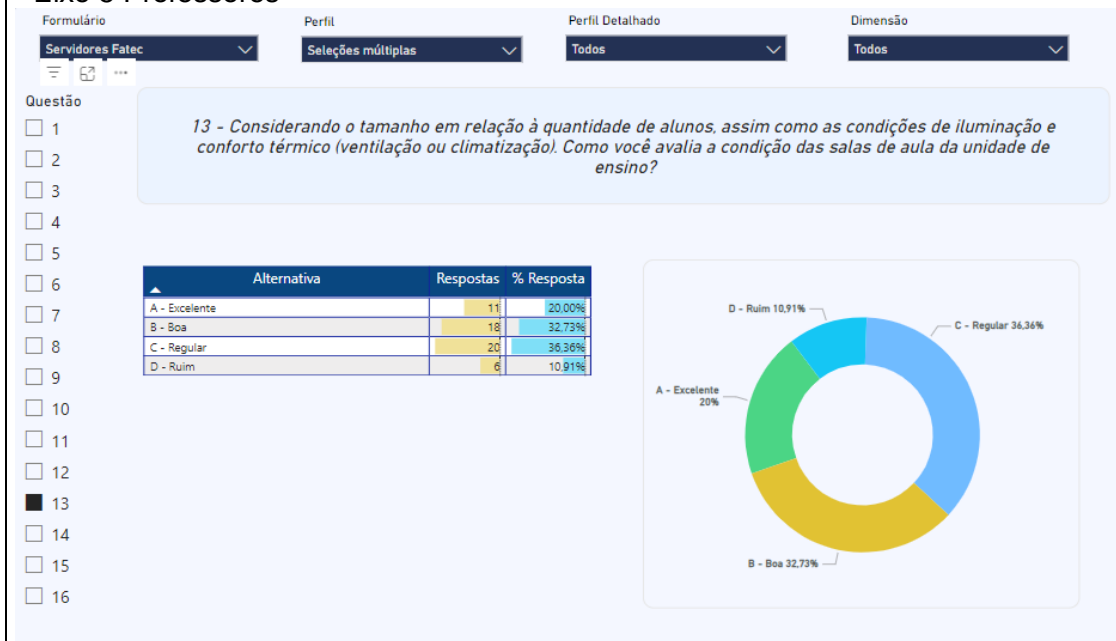 Formulário
Perfil
Perfil Detalhado
Dimensão
Servidores Fatec
Seleções múltiplas
Todos
Todos
Questão
1
2
3
4
5
6
7
8
9
10
11
12
13
14
15
16
13 - Considerando o tamanho em relação à quantidade de alunos, assim como as condições de iluminação e
conforto térmico (ventilação ou climatização). Como você avalia a condição das salas de aula da unidade de
ensino?
Alternativa Respostas % Resposta
A - Excelente 11 20,00%
B - Boa 18 32,73%
C - Regular 20 36,36%
D - Ruim 6 10,91%
D - Ruim 10,91%
C - Regular 36,36%
A - Excelente
20%
B - Boa 32,73%